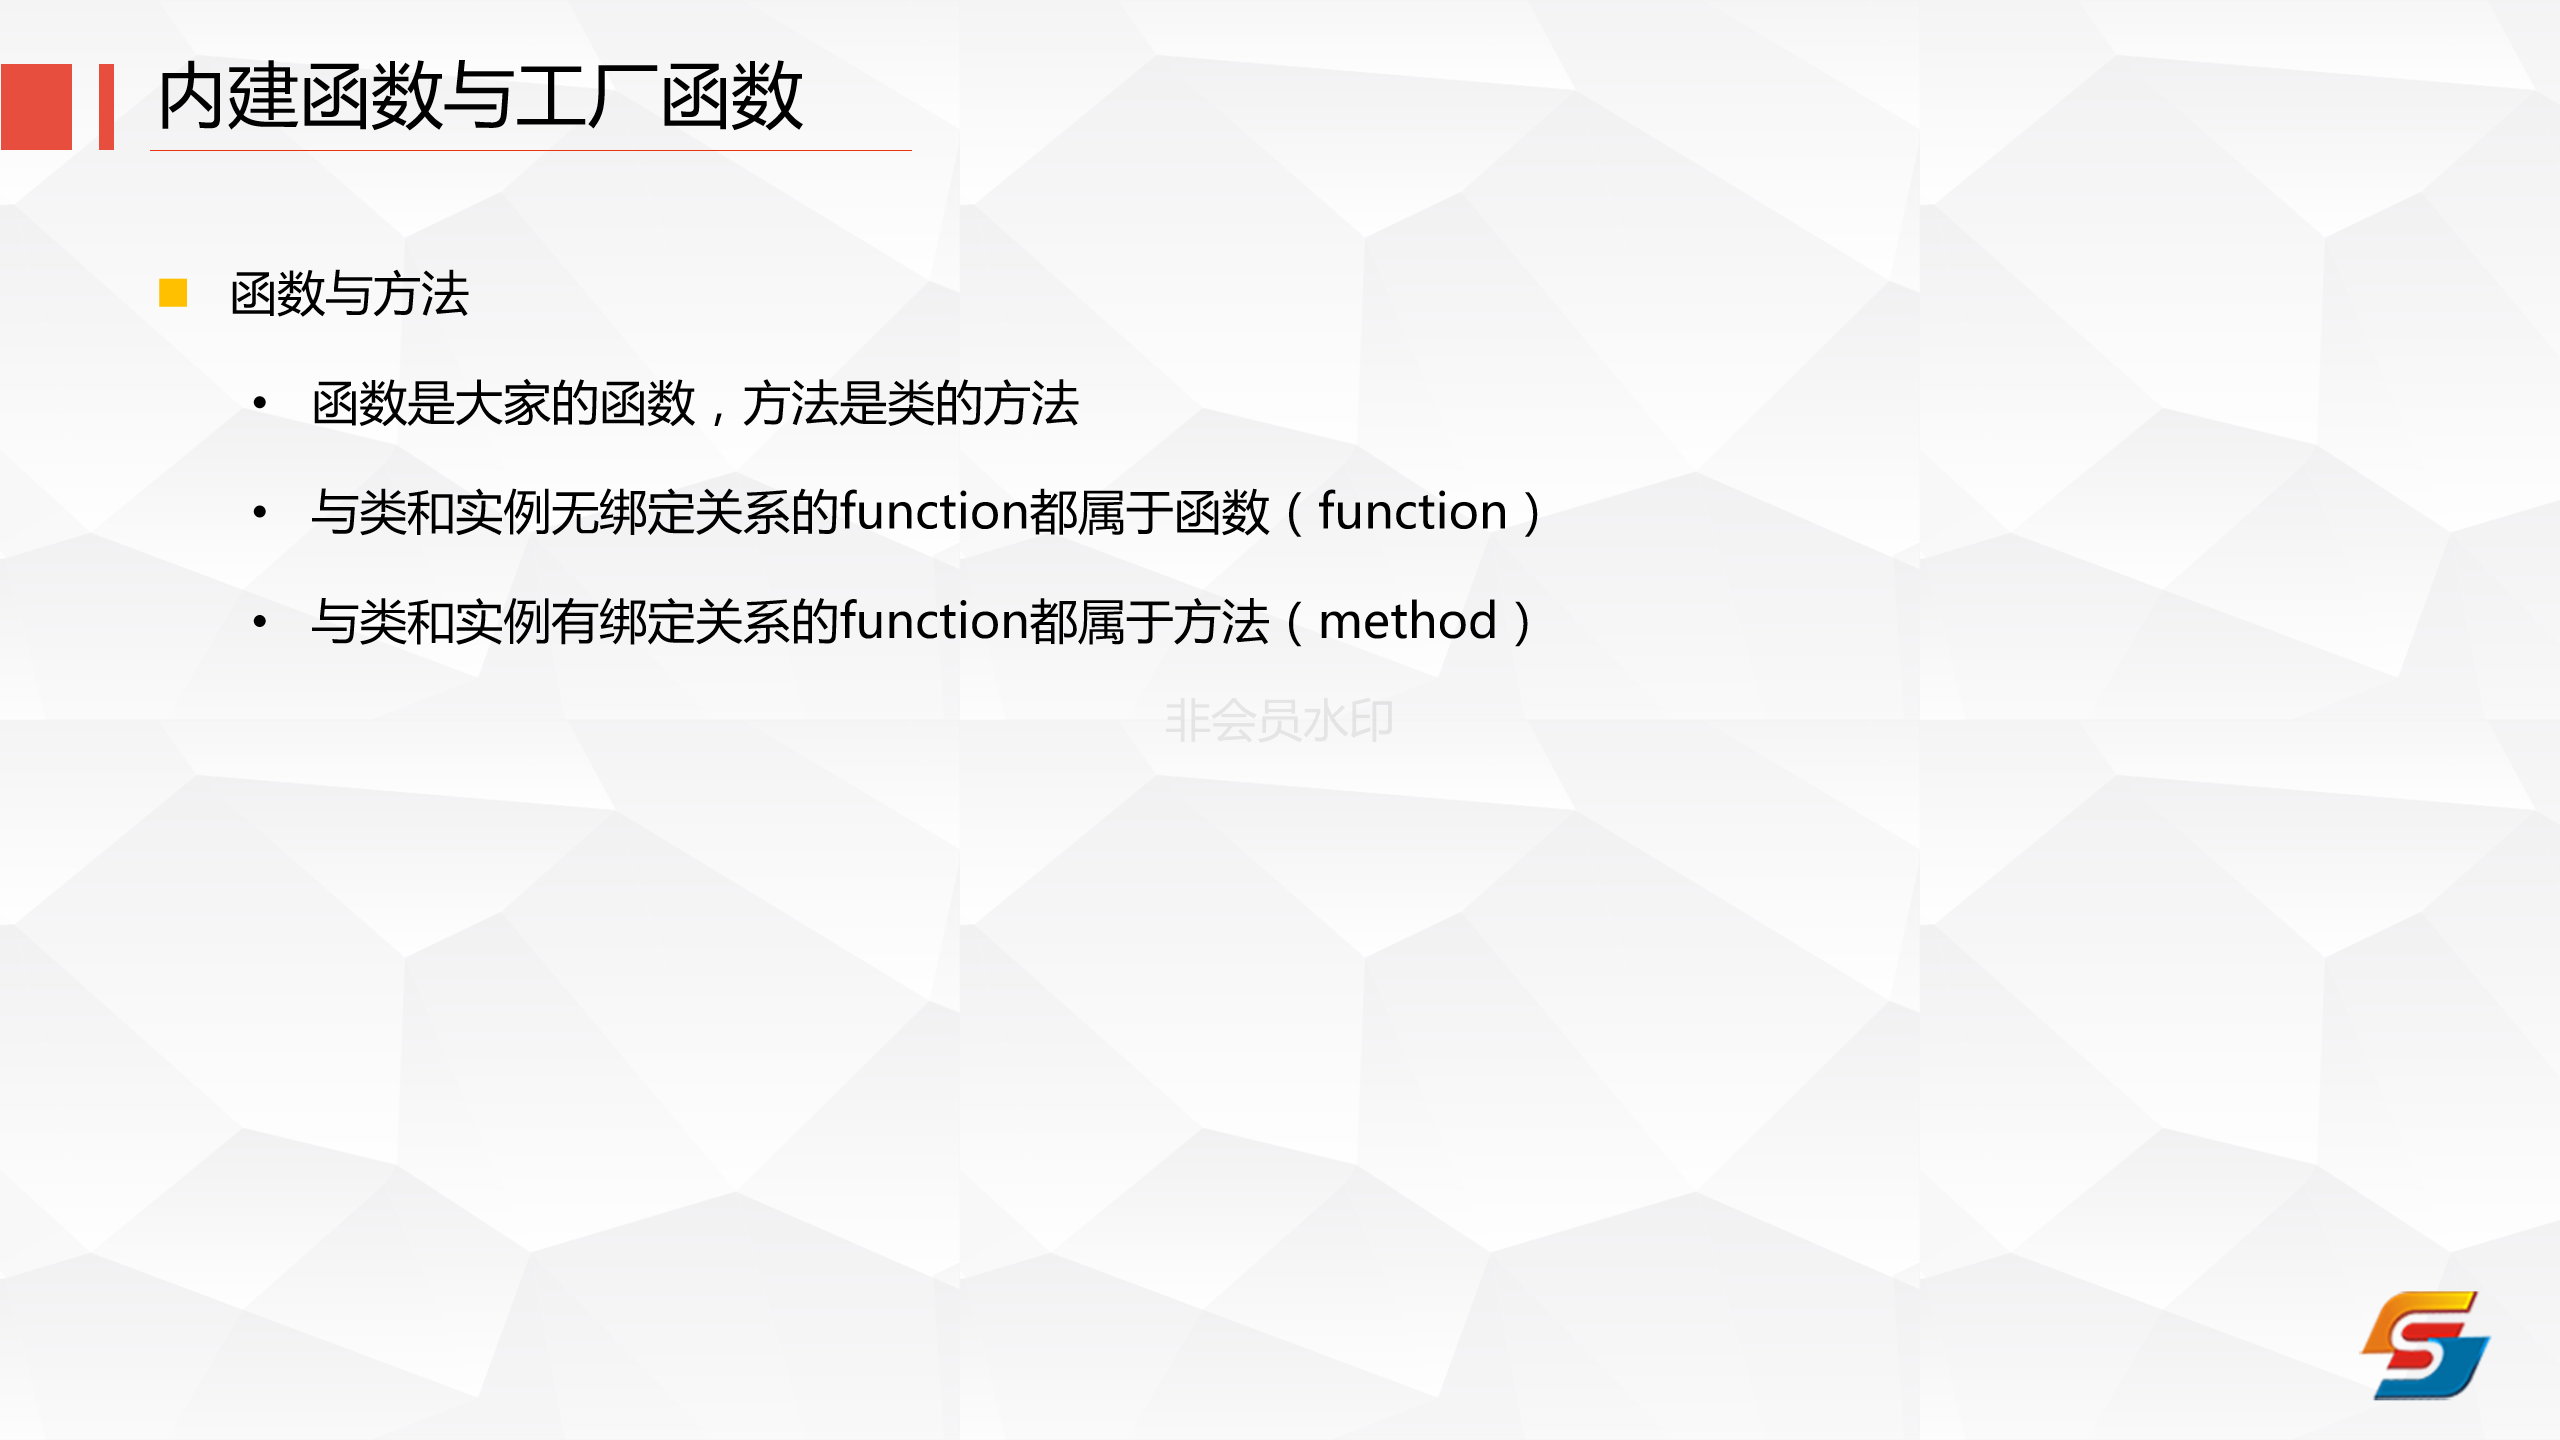 内建函数与工厂函数
函数与方法
• 函数是大家的函数，方法是类的方法
• 与类和实例无绑定关系的function都属于函数（function）
• 与类和实例有绑定关系的function都属于方法（method）
非会员水印